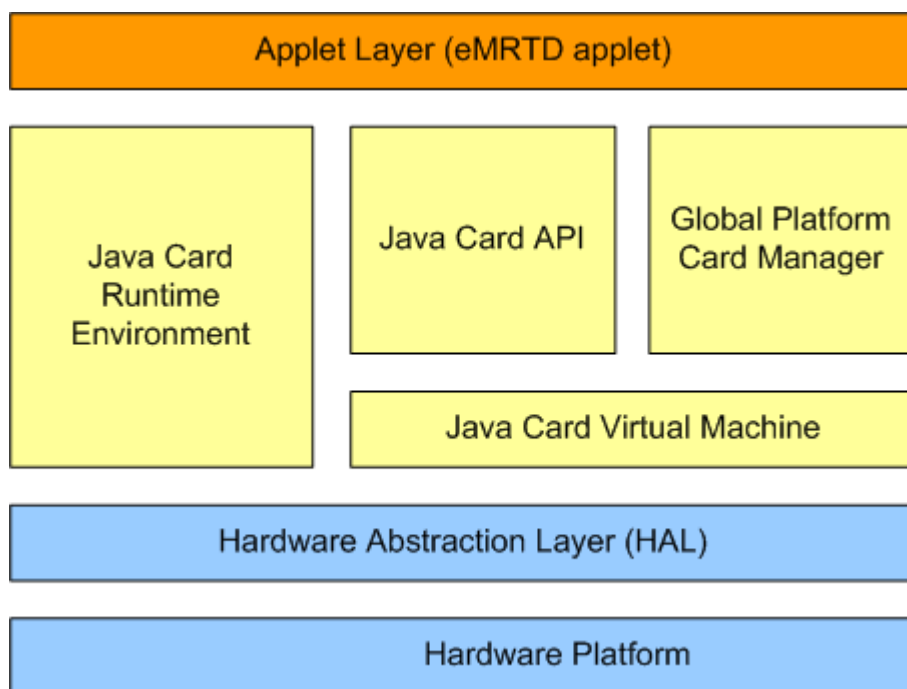 Applet Layer (eMRTD applet)
Java Card
Runtime
Environment
Java Card API
Global Platform
Card Manager
Java Card Virtual Machine
Hardware Abstraction Layer (HAL)
Hardware Platform